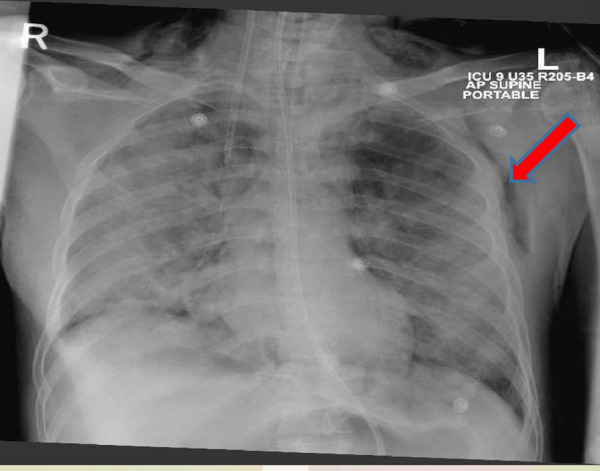 R
L
ICU 9 U35 R205-B4
AP SUPINE
PORTABLE